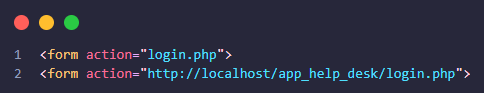 1 <form action="login.php">
2 <form action="http://localhost/app_help_desk/login.php">